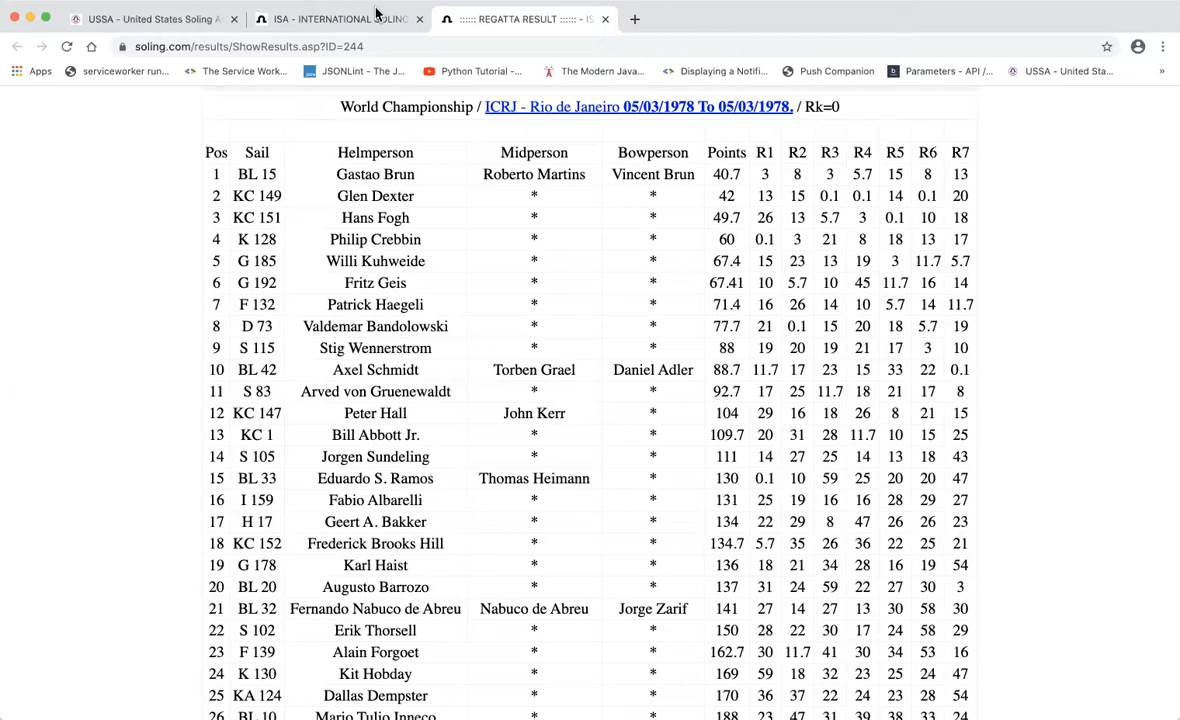 USSA - United States Soling A
ISA - INTERNATIONAL SOLING
:::::: REGATTA RESULT :::::: - IS
soling.com/results/ShowResults.asp?ID=244
Apps serviceworker run... The Service Work... JSONLint - The J... Python Tutorial -... The Modern Java... Displaying a Notifi... Push Companion Parameters - API /... USSA - United Sta... »
World Championship / ICRJ - Rio de Janeiro 05/03/1978 To 05/03/1978. / Rk=0
Pos Sail Helmperson Midperson Bowperson Points R1 R2 R3 R4 R5 R6 R7
1 BL 15 Gastao Brun Roberto Martins Vincent Brun 40.7 3 8 3 5.7 15 8 13
2 KC 149 Glen Dexter * * 42 13 15 0.1 0.1 14 0.1 20
3 KC 151 Hans Fogh * * 49.7 26 13 5.7 3 0.1 10 18
4 K 128 Philip Crebbin * * 60 0.1 3 21 8 18 13 17
5 G 185 Willi Kuhweide * * 67.4 15 23 13 19 3 11.7 5.7
6 G 192 Fritz Geis * * 67.41 10 5.7 10 45 11.7 16 14
7 F 132 Patrick Haegeli * * 71.4 16 26 14 10 5.7 14 11.7
8 D 73 Valdemar Bandolowski * * 77.7 21 0.1 15 20 18 5.7 19
9 S 115 Stig Wennerstrom * * 88 19 20 19 21 17 3 10
10 BL 42 Axel Schmidt Torben Grael Daniel Adler 88.7 11.7 17 23 15 33 22 0.1
11 S 83 Arved von Gruenewaldt * * 92.7 17 25 11.7 18 21 17 8
12 KC 147 Peter Hall John Kerr * 104 29 16 18 26 8 21 15
13 KC 1 Bill Abbott Jr. * * 109.7 20 31 28 11.7 10 15 25
14 S 105 Jorgen Sundeling * * 111 14 27 25 14 13 18 43
15 BL 33 Eduardo S. Ramos Thomas Heimann * 130 0.1 10 59 25 20 20 47
16 I 159 Fabio Albarelli * * 131 25 19 16 16 28 29 27
17 H 17 Geert A. Bakker * * 134 22 29 8 47 26 26 23
18 KC 152 Frederick Brooks Hill * * 134.7 5.7 35 26 36 22 25 21
19 G 178 Karl Haist * * 136 18 21 34 28 16 19 54
20 BL 20 Augusto Barrozo * * 137 31 24 59 22 27 30 3
21 BL 32 Fernando Nabuco de Abreu Nabuco de Abreu Jorge Zarif 141 27 14 27 13 30 58 30
22 S 102 Erik Thorsell * * 150 28 22 30 17 24 58 29
23 F 139 Alain Forgoet * * 162.7 30 11.7 41 30 34 53 16
24 K 130 Kit Hobday * * 169 59 18 32 23 25 24 47
25 KA 124 Dallas Dempster * * 170 36 37 22 24 23 28 54
26 BL 10 Mario Tulio Inneco * * 188 23 47 31 39 38 33 24